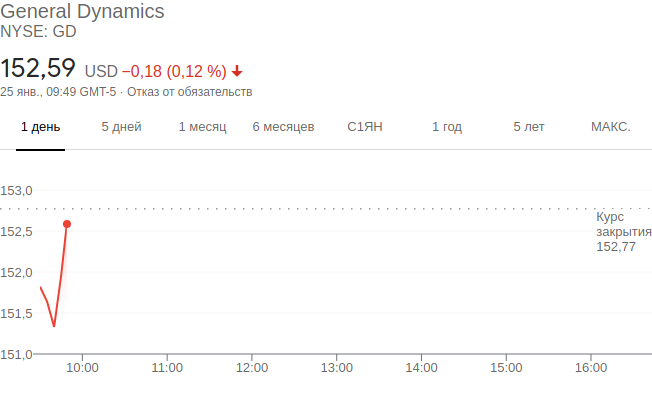 General Dynamics
NYSE: GD
152,59 USD −0,18 (0,12 %)
25 янв., 09:49 GMT-5 · Отказ от обязательств
1 день 5 дней 1 месяц 6 месяцев С1ЯН 1 год 5 лет МАКС.
153,0
Курс
закрытия
152,77
152,5
152,0
151,5
151,0
10:00 11:00 12:00 13:00 14:00 15:00 16:00